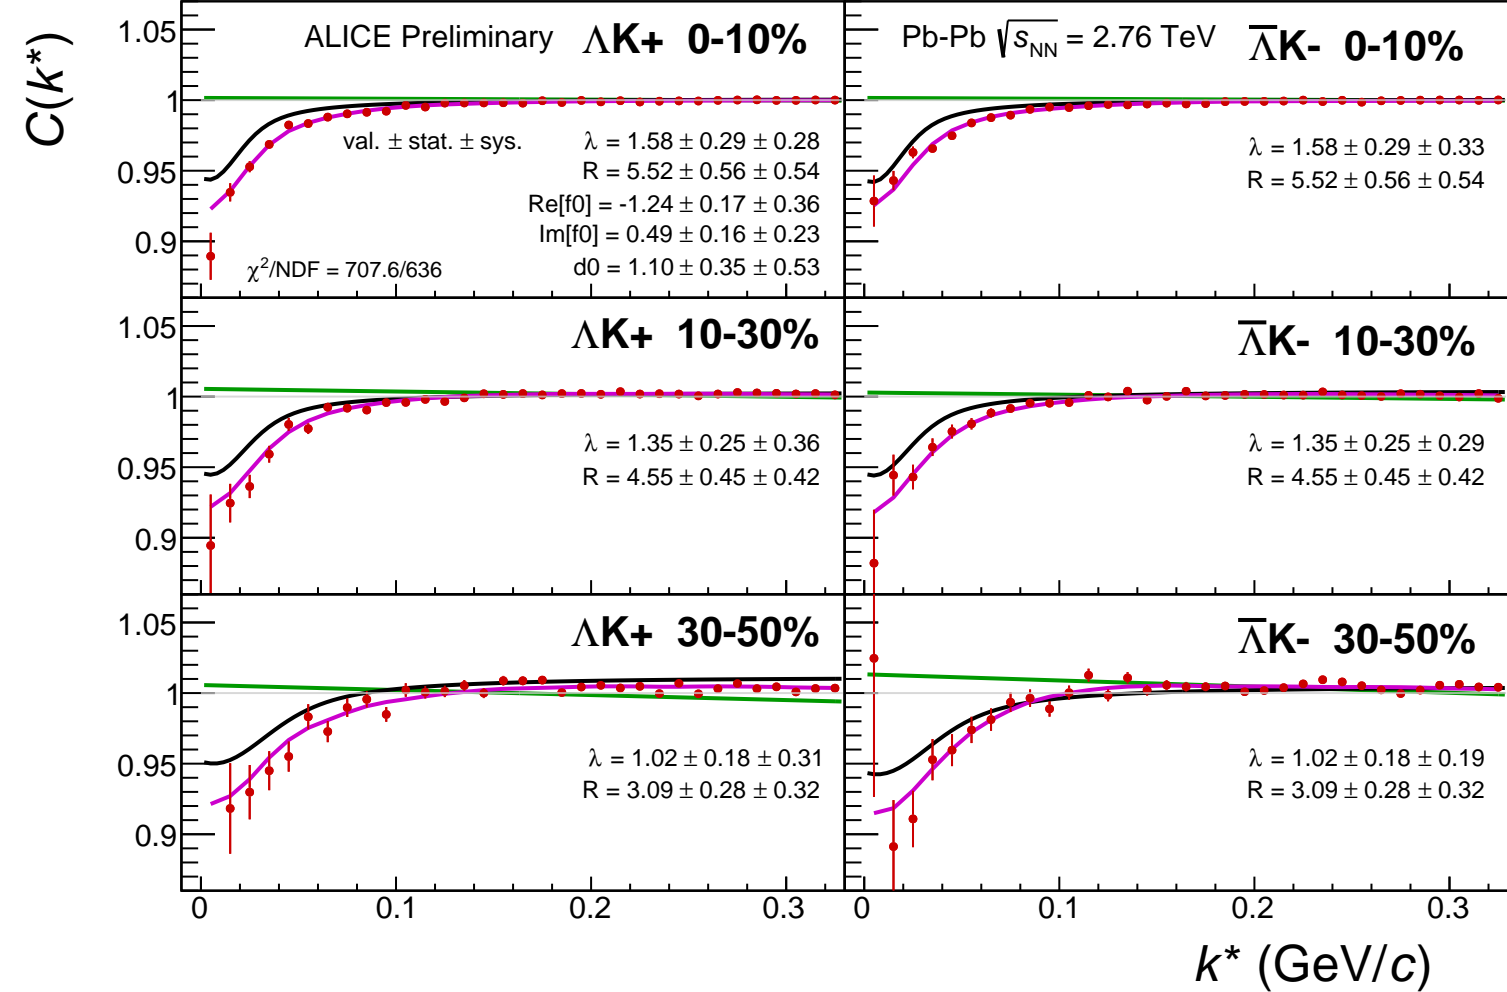 C(k*)
ALICE Preliminary ΛK+ 0-10%
val. ± stat. ± sys.
λ = 1.58 ± 0.29 ± 0.28
R = 5.52 ± 0.56 ± 0.54
Re[f0] = -1.24 ± 0.17 ± 0.36
Im[f0] = 0.49 ± 0.16 ± 0.23
d0 = 1.10 ± 0.35 ± 0.53
χ²/NDF = 707.6/636
1.05
1
0.95
0.9
Pb-Pb √s_NN = 2.76 TeV Λ̅K- 0-10%
λ = 1.58 ± 0.29 ± 0.33
R = 5.52 ± 0.56 ± 0.54
ΛK+ 10-30%
λ = 1.35 ± 0.25 ± 0.36
R = 4.55 ± 0.45 ± 0.42
1.05
1
0.95
0.9
Λ̅K- 10-30%
λ = 1.35 ± 0.25 ± 0.29
R = 4.55 ± 0.45 ± 0.42
ΛK+ 30-50%
λ = 1.02 ± 0.18 ± 0.31
R = 3.09 ± 0.28 ± 0.32
1.05
1
0.95
0.9
Λ̅K- 30-50%
λ = 1.02 ± 0.18 ± 0.19
R = 3.09 ± 0.28 ± 0.32
0 0.1 0.2 0.3
0 0.1 0.2 0.3
k* (GeV/c)